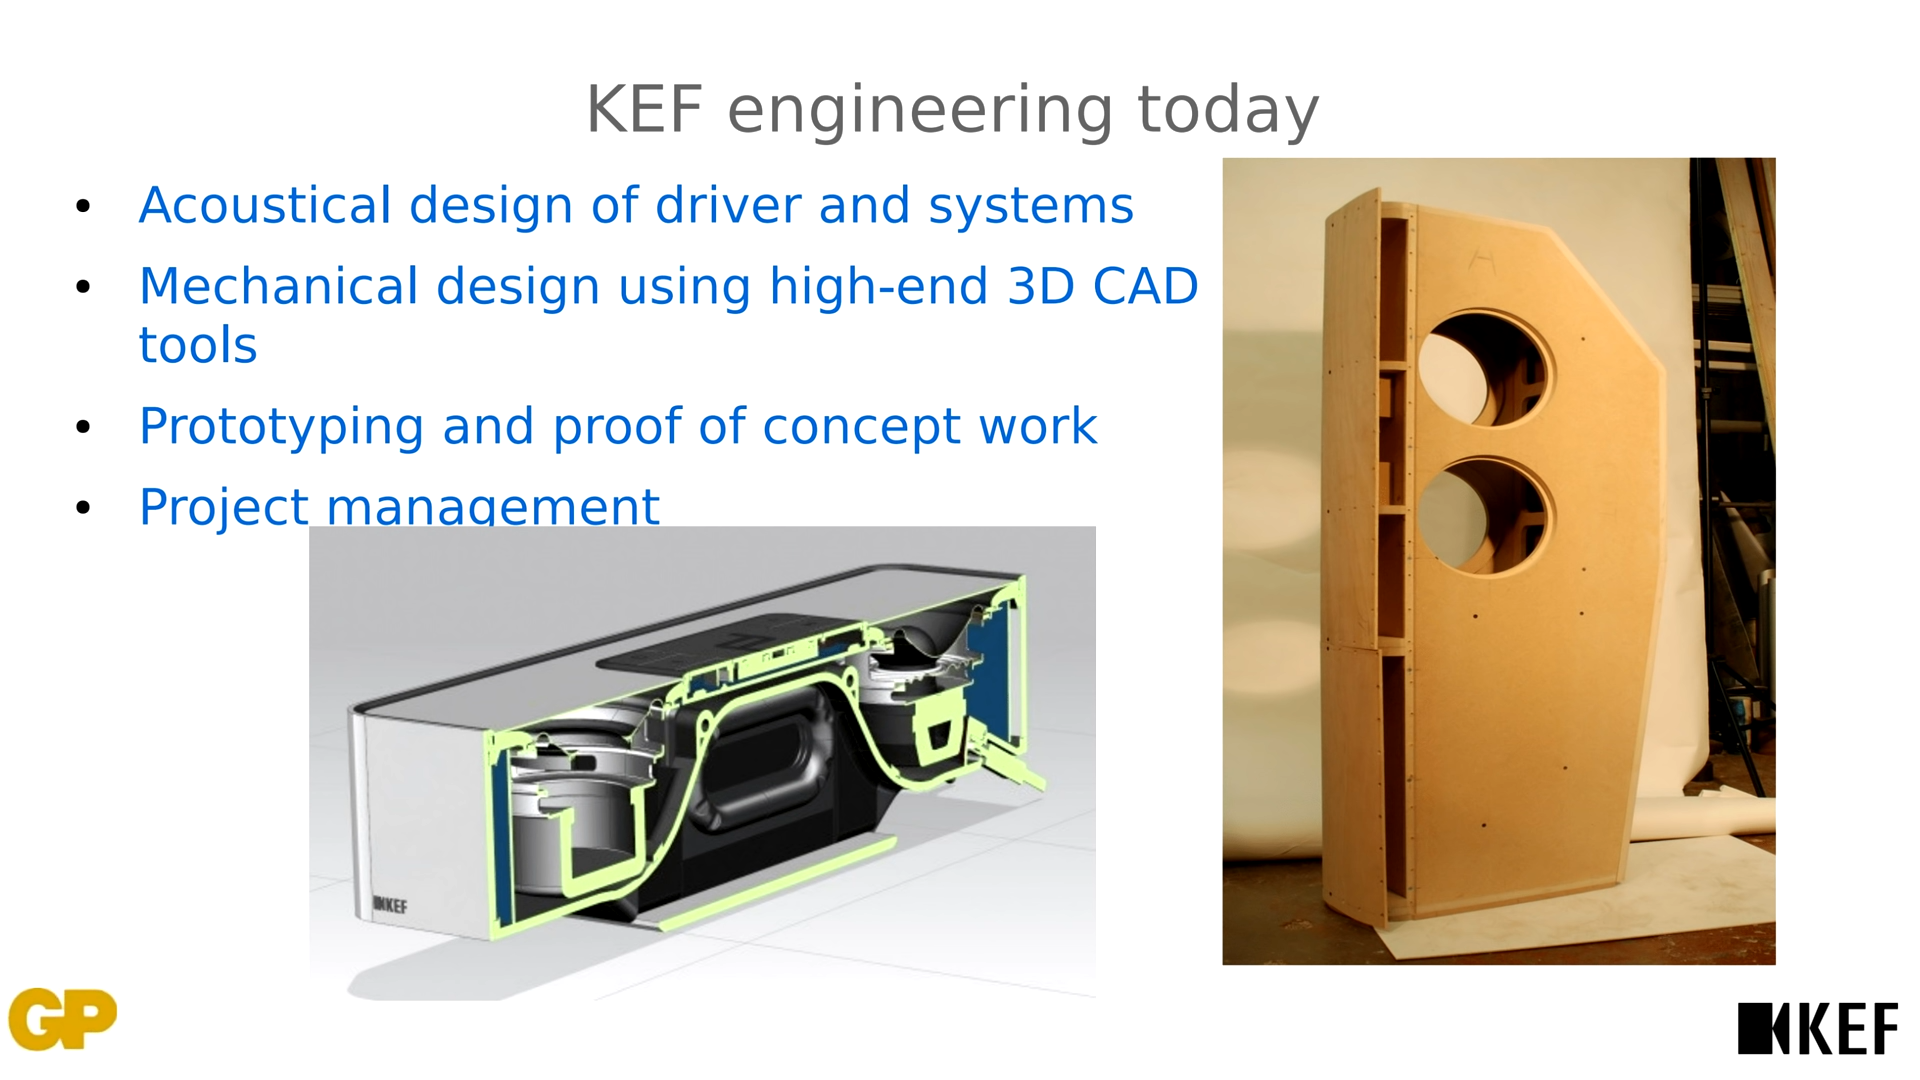 KEF engineering today
• Acoustical design of driver and systems
• Mechanical design using high-end 3D CAD
tools
• Prototyping and proof of concept work
• Project management
KEF
GP
KEF